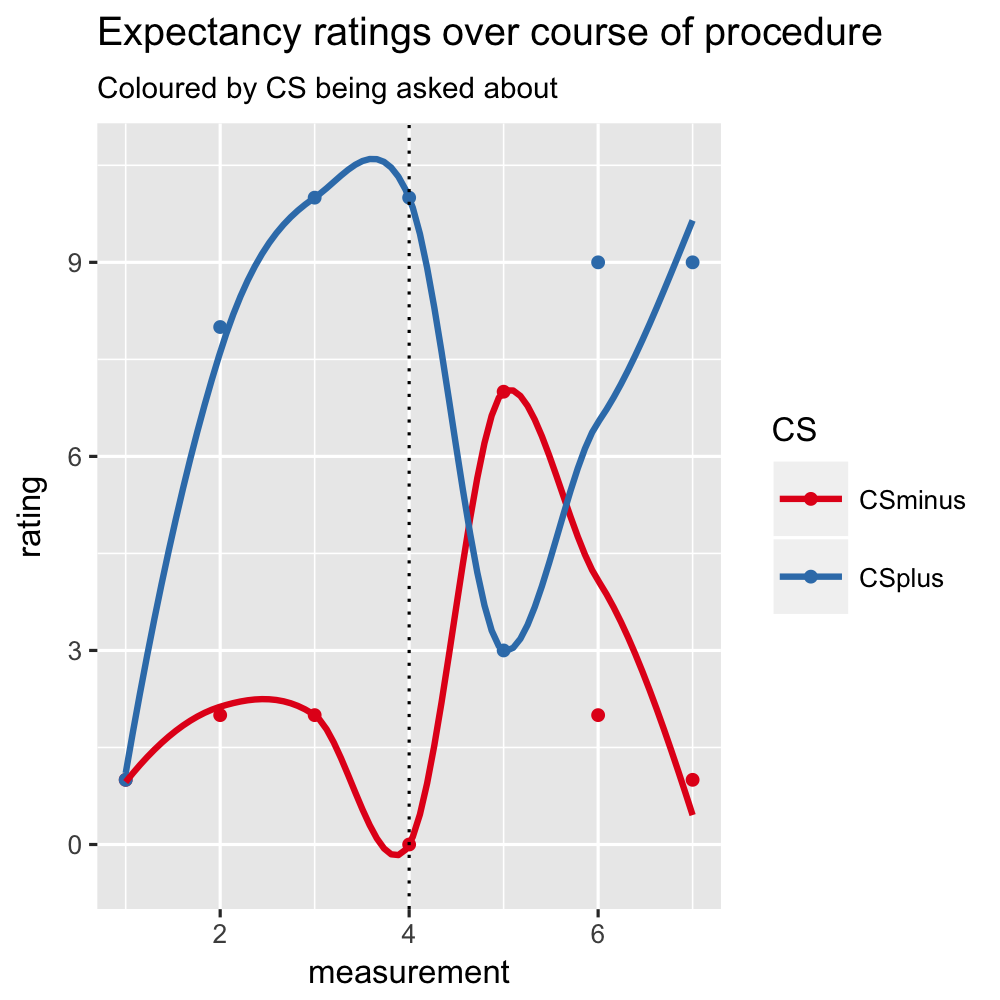 Expectancy ratings over course of procedure
Coloured by CS being asked about
9
6
3
0
rating
2 4 6
measurement
CS
CSminus
CSplus